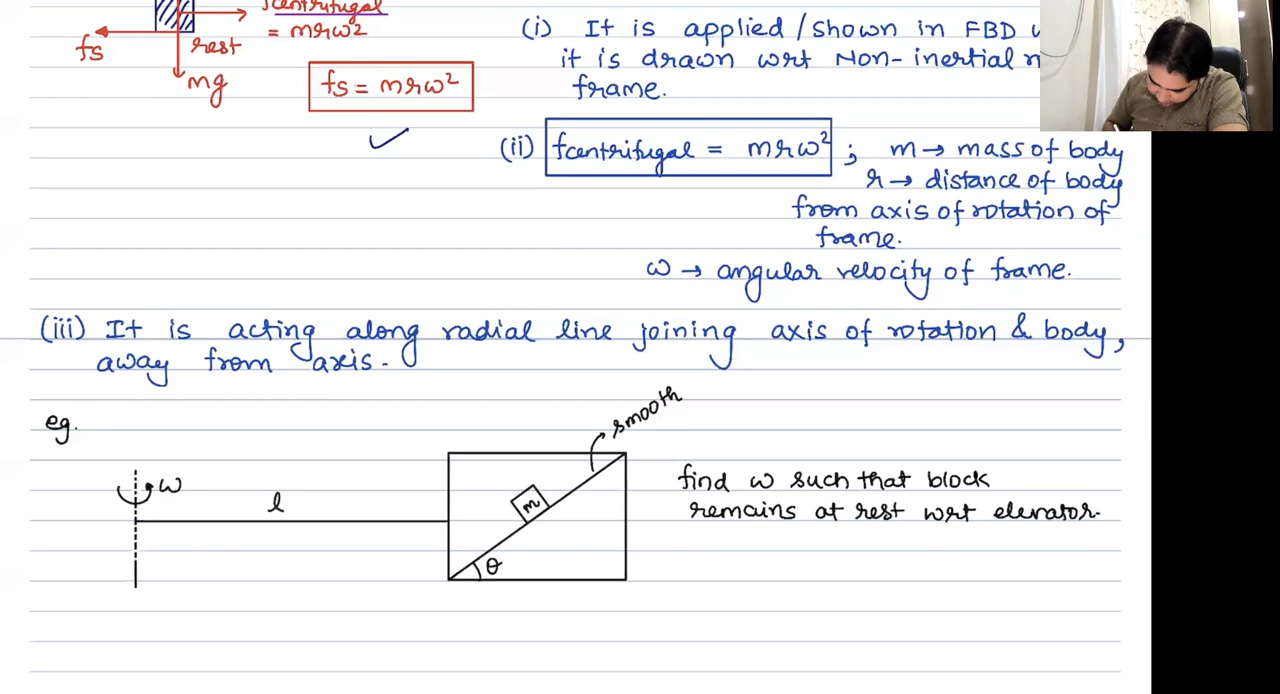 fcentrifugal
= mrω²
fs
rest
mg
fs = mrω²
(i) It is applied / shown in FBD
it is drawn wrt Non-inertial
frame.
(ii) fcentrifugal = mrω² ; m → mass of body
r → distance of body
from axis of rotation of
frame.
ω → angular velocity of frame.
(iii) It is acting along radial line joining axis of rotation & body,
away from axis.
eg.
smooth
ω
l
m
θ
find ω such that block
remains at rest wrt elevator.